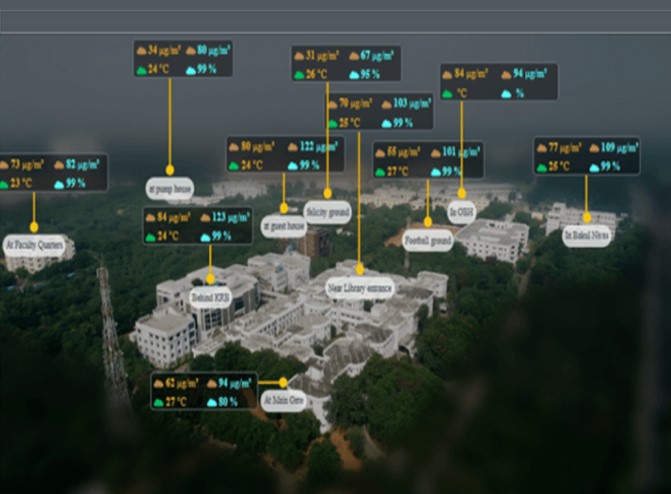 34 µg/m³ 80 µg/m³
24 °C 99 %
at pump house
31 µg/m³ 67 µg/m³
26 °C 95 %
felicity ground
84 µg/m³ 94 µg/m³
°C %
In OBH
70 µg/m³ 103 µg/m³
25 °C 99 %
Near Library entrance
80 µg/m³ 122 µg/m³
24 °C 99 %
at guest house
55 µg/m³ 101 µg/m³
27 °C 99 %
Football ground
77 µg/m³ 109 µg/m³
25 °C 99 %
In Bakul Nivas
73 µg/m³ 82 µg/m³
23 °C 99 %
At Faculty Quarters
84 µg/m³ 123 µg/m³
24 °C 99 %
Behind KRB
62 µg/m³ 94 µg/m³
27 °C 80 %
At Main Gate